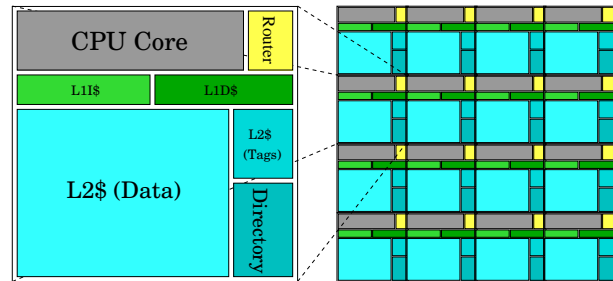 CPU Core
Router
L1I$
L1D$
L2$ (Data)
L2$
(Tags)
Directory